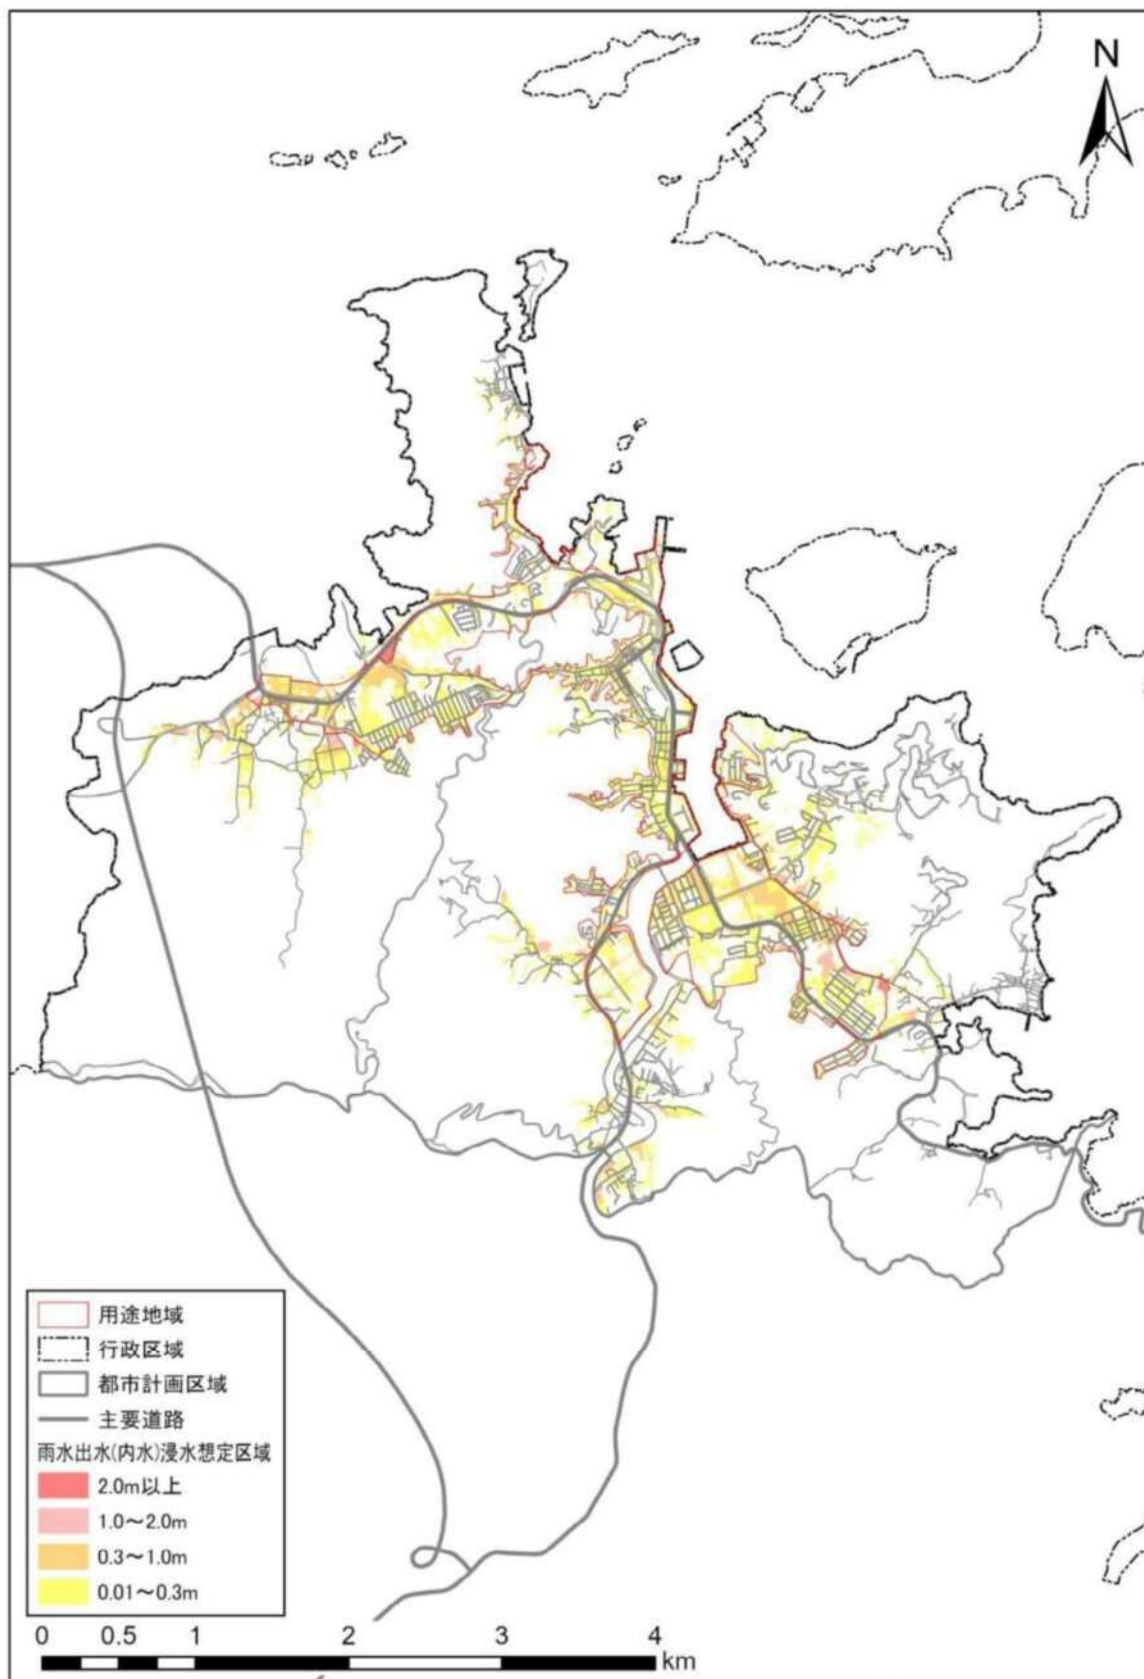 N
用途地域
行政区域
都市計画区域
主要道路
雨水出水(内水)浸水想定区域
2.0m以上
1.0～2.0m
0.3～1.0m
0.01～0.3m
0 0.5 1 2 3 4
km